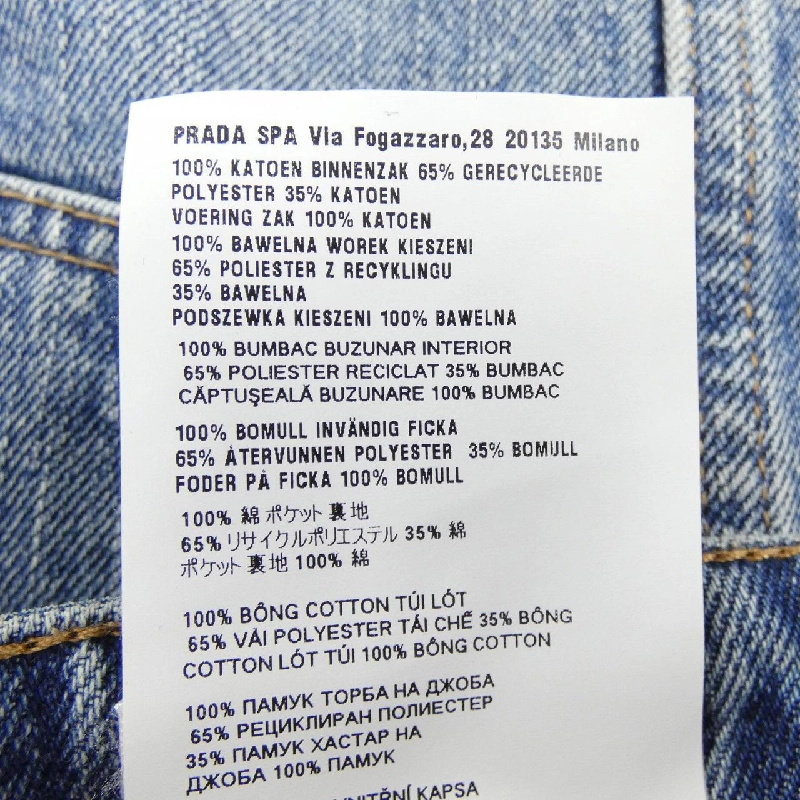 PRADA SPA Via Fogazzaro,28 20135 Milano
100% KATOEN BINNENZAK 65% GERECYCLEERDE
POLYESTER 35% KATOEN
VOERING ZAK 100% KATOEN
100% BAWELNA WOREK KIESZENI
65% POLIESTER Z RECYKLINGU
35% BAWELNA
PODSZEWKA KIESZENI 100% BAWELNA
100% BUMBAC BUZUNAR INTERIOR
65% POLIESTER RECICLAT 35% BUMBAC
CĂPTUŞEALĂ BUZUNARE 100% BUMBAC
100% BOMULL INVÄNDIG FICKA
65% ÅTERVUNNEN POLYESTER 35% BOMULL
FODER PÅ FICKA 100% BOMULL
100% 綿 ポケット 裏地
65% リサイクルポリエステル 35% 綿
ポケット 裏地 100% 綿
100% BÔNG COTTON TÚI LÓT
65% VẢI POLYESTER TÁI CHẾ 35% BÔNG
COTTON LÓT TÚI 100% BÔNG COTTON
100% ПАМУК ТОРБА НА ДЖОБА
65% РЕЦИКЛИРАН ПОЛИЕСТЕР
35% ПАМУК ХАСТАР НА
ДЖОБА 100% ПАМУК
KAPSA